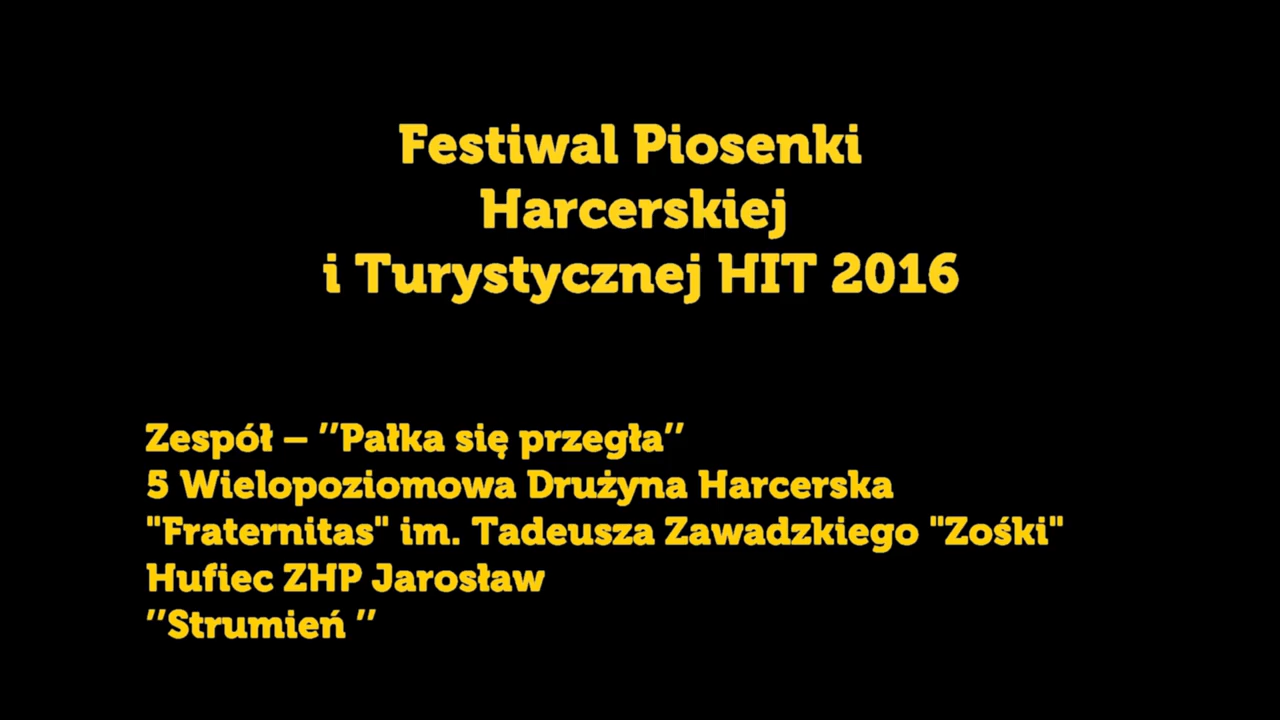 Festiwal Piosenki
Harcerskiej
i Turystycznej HIT 2016
Zespół – ″Pałka się przegła″
5 Wielopoziomowa Drużyna Harcerska
"Fraternitas" im. Tadeusza Zawadzkiego "Zośki"
Hufiec ZHP Jarosław
″Strumień ″